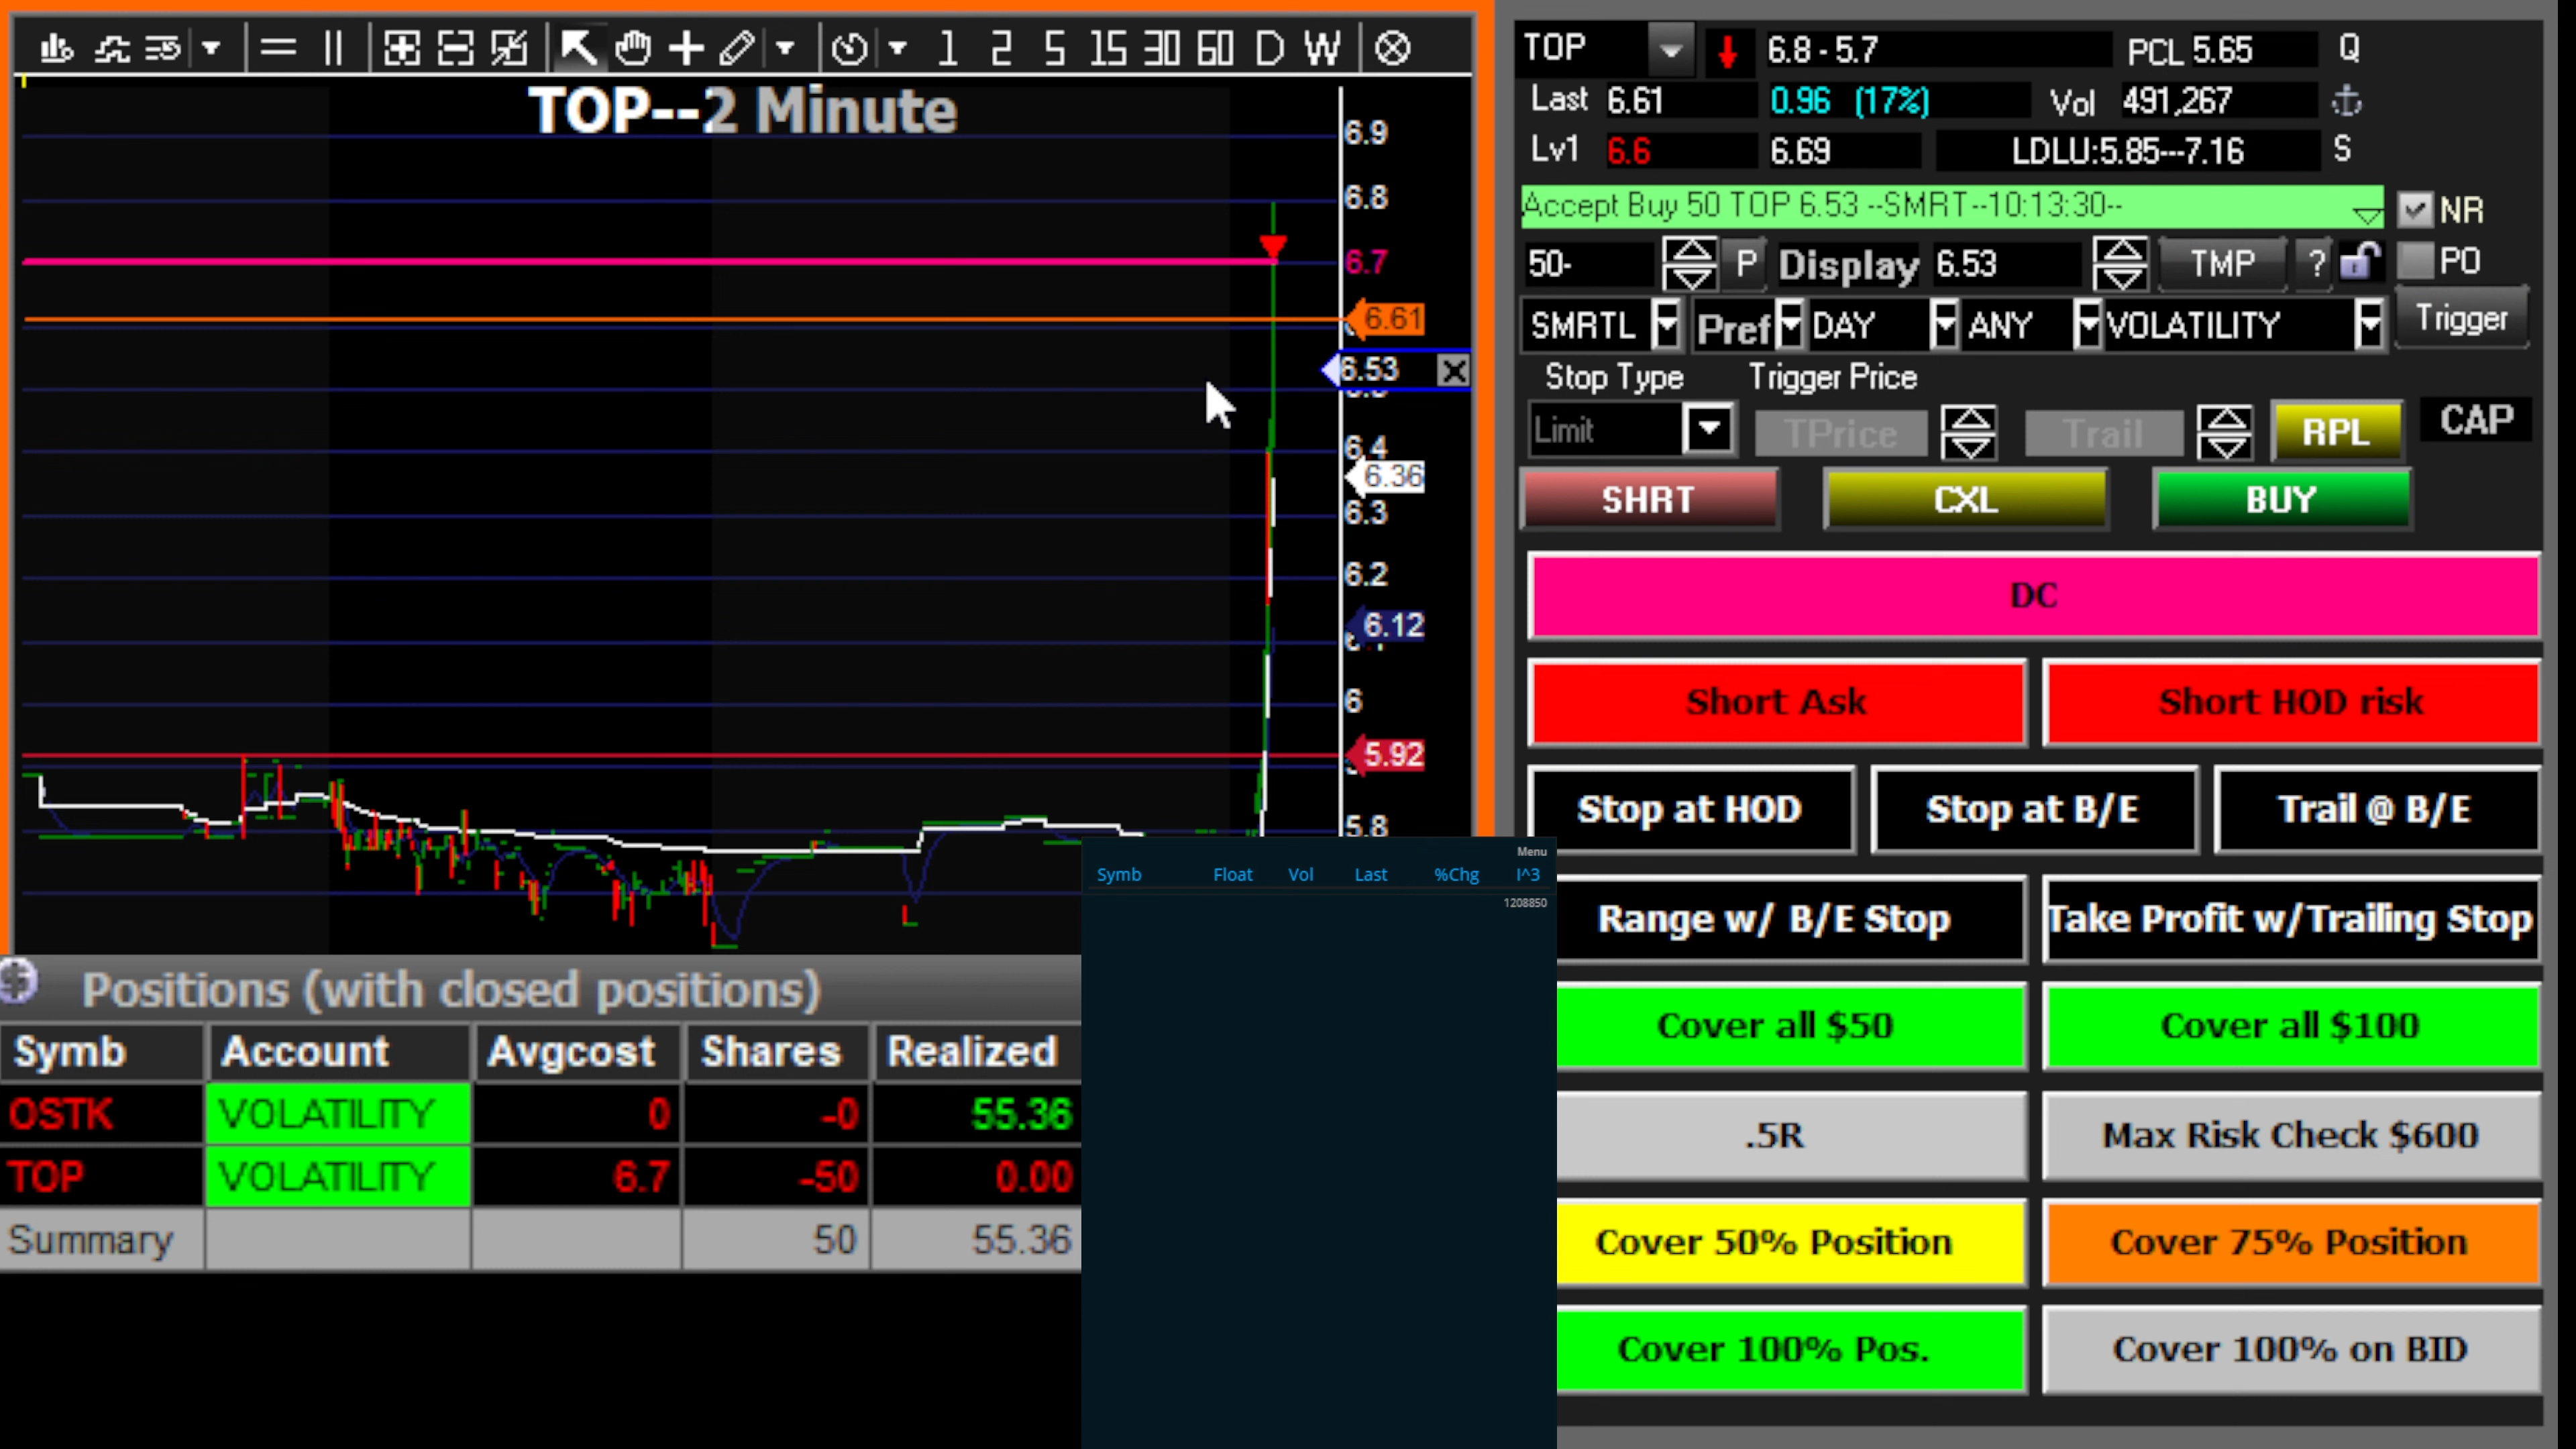 1 2 5 15 30 60 D W
TOP--2 Minute
6.9
6.8
6.7
6.61
6.53
6.4
6.36
6.3
6.2
6.12
6
5.92
5.8
TOP 6.8 - 5.7 PCL 5.65 Q
Last 6.61 0.96 (17%) Vol 491,267
Lv1 6.6 6.69 LDLU:5.85---7.16 S
Accept Buy 50 TOP 6.53 --SMRT--10:13:30-- NR
50- P Display 6.53 TMP ? PO
SMRTL Pref DAY ANY VOLATILITY Trigger
Stop Type Trigger Price
Limit TPrice Trail RPL CAP
SHRT CXL BUY
DC
Short Ask Short HOD risk
Stop at HOD Stop at B/E Trail @ B/E
Range w/ B/E Stop Take Profit w/Trailing Stop
Cover all $50 Cover all $100
.5R Max Risk Check $600
Cover 50% Position Cover 75% Position
Cover 100% Pos. Cover 100% on BID
Menu
Symb Float Vol Last %Chg I^3
1208850
Positions (with closed positions)
Symb Account Avgcost Shares Realized
OSTK VOLATILITY 0 -0 55.36
TOP VOLATILITY 6.7 -50 0.00
Summary 50 55.36